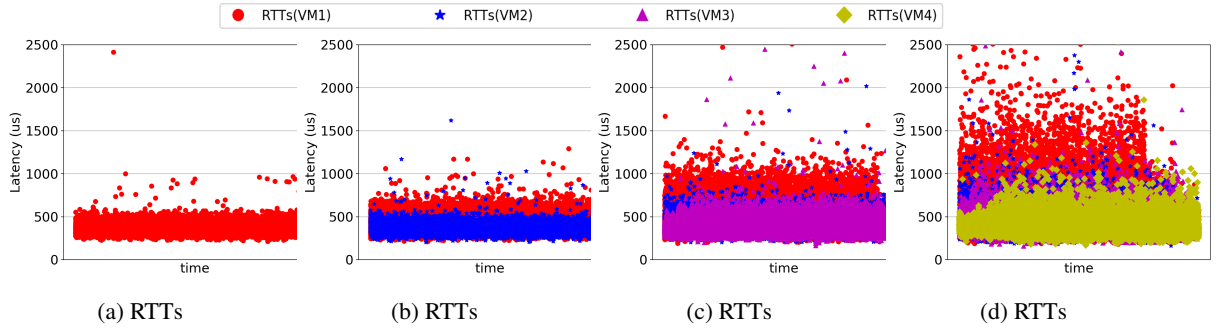 RTTs(VM1) RTTs(VM2) RTTs(VM3) RTTs(VM4)
2500 2500 2500 2500
2000 2000 2000 2000
1500 1500 1500 1500
1000 1000 1000 1000
500 500 500 500
0 0 0 0
Latency (us) Latency (us) Latency (us) Latency (us)
time time time time
(a) RTTs (b) RTTs (c) RTTs (d) RTTs